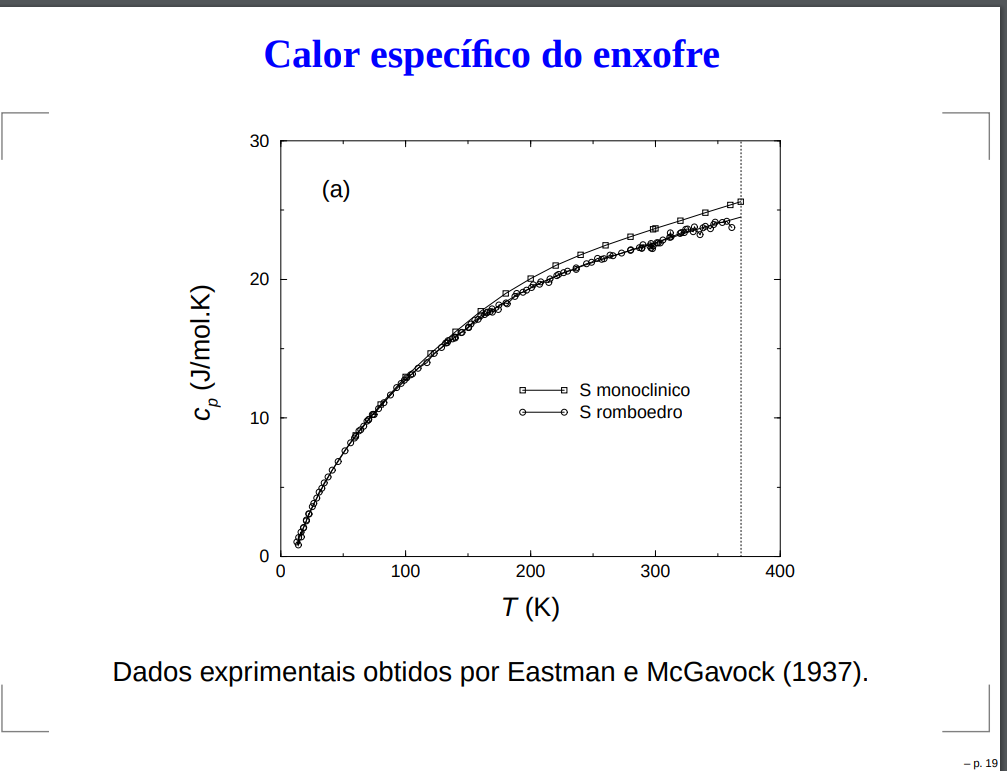 Calor específico do enxofre
30
(a)
20
c_p (J/mol.K)
S monoclinico
S romboedro
10
0
0 100 200 300 400
T (K)
Dados exprimentais obtidos por Eastman e McGavock (1937).
– p. 19